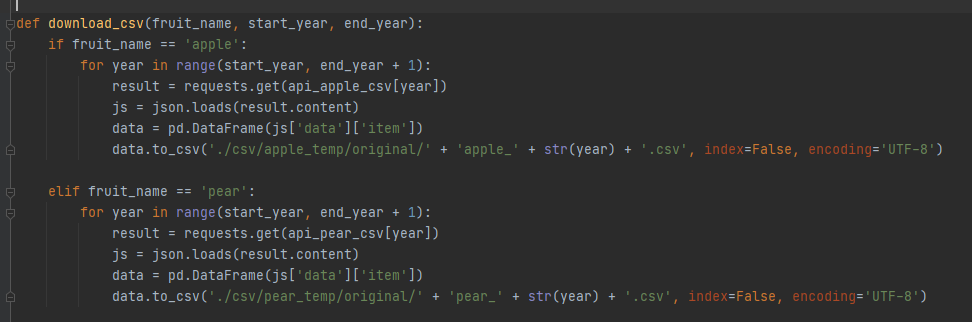 def download_csv(fruit_name, start_year, end_year):
    if fruit_name == 'apple':
        for year in range(start_year, end_year + 1):
            result = requests.get(api_apple_csv[year])
            js = json.loads(result.content)
            data = pd.DataFrame(js['data']['item'])
            data.to_csv('./csv/apple_temp/original/' + 'apple_' + str(year) + '.csv', index=False, encoding='UTF-8')

    elif fruit_name == 'pear':
        for year in range(start_year, end_year + 1):
            result = requests.get(api_pear_csv[year])
            js = json.loads(result.content)
            data = pd.DataFrame(js['data']['item'])
            data.to_csv('./csv/pear_temp/original/' + 'pear_' + str(year) + '.csv', index=False, encoding='UTF-8')